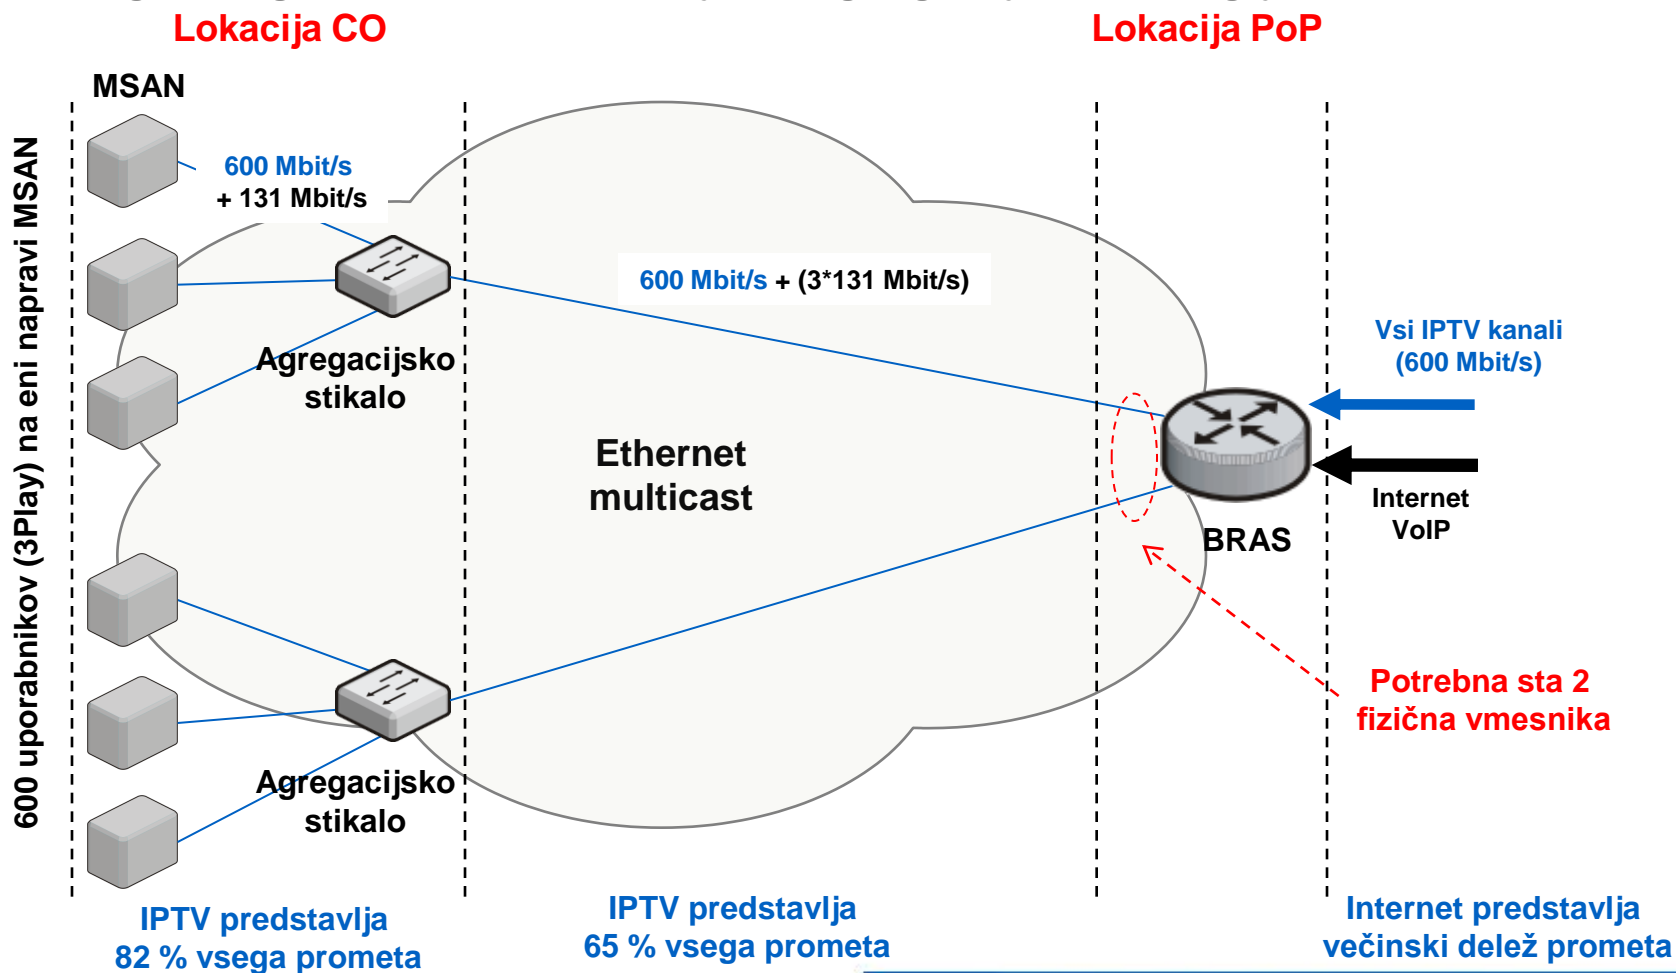 Lokacija CO
Lokacija PoP
MSAN
600 uporabnikov (3Play) na eni napravi MSAN
600 Mbit/s
+ 131 Mbit/s
600 Mbit/s + (3*131 Mbit/s)
Vsi IPTV kanali
(600 Mbit/s)
Agregacijsko
stikalo
Ethernet
multicast
Internet
VoIP
BRAS
Potrebna sta 2
fizična vmesnika
Agregacijsko
stikalo
IPTV predstavlja
82 % vsega prometa
IPTV predstavlja
65 % vsega prometa
Internet predstavlja
večinski delež prometa